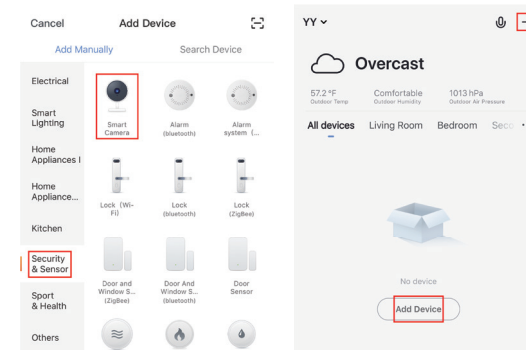 Cancel Add Device
Add Manually Search Device
Electrical
Smart
Lighting
Home
Appliances I
Home
Appliance...
Kitchen
Security
& Sensor
Sport
& Health
Others
Smart
Camera
Alarm
(bluetooth)
Alarm
system (...
Lock (Wi-
Fi)
Lock
(bluetooth)
Lock
(ZigBee)
Door and
Window S...
(ZigBee)
Door And
Window S...
(bluetooth)
Door
Sensor
YY
Overcast
57.2 °F Comfortable 1013 hPa
Outdoor Temp Outdoor Humidity Outdoor Air Pressure
All devices Living Room Bedroom Seco
No device
Add Device